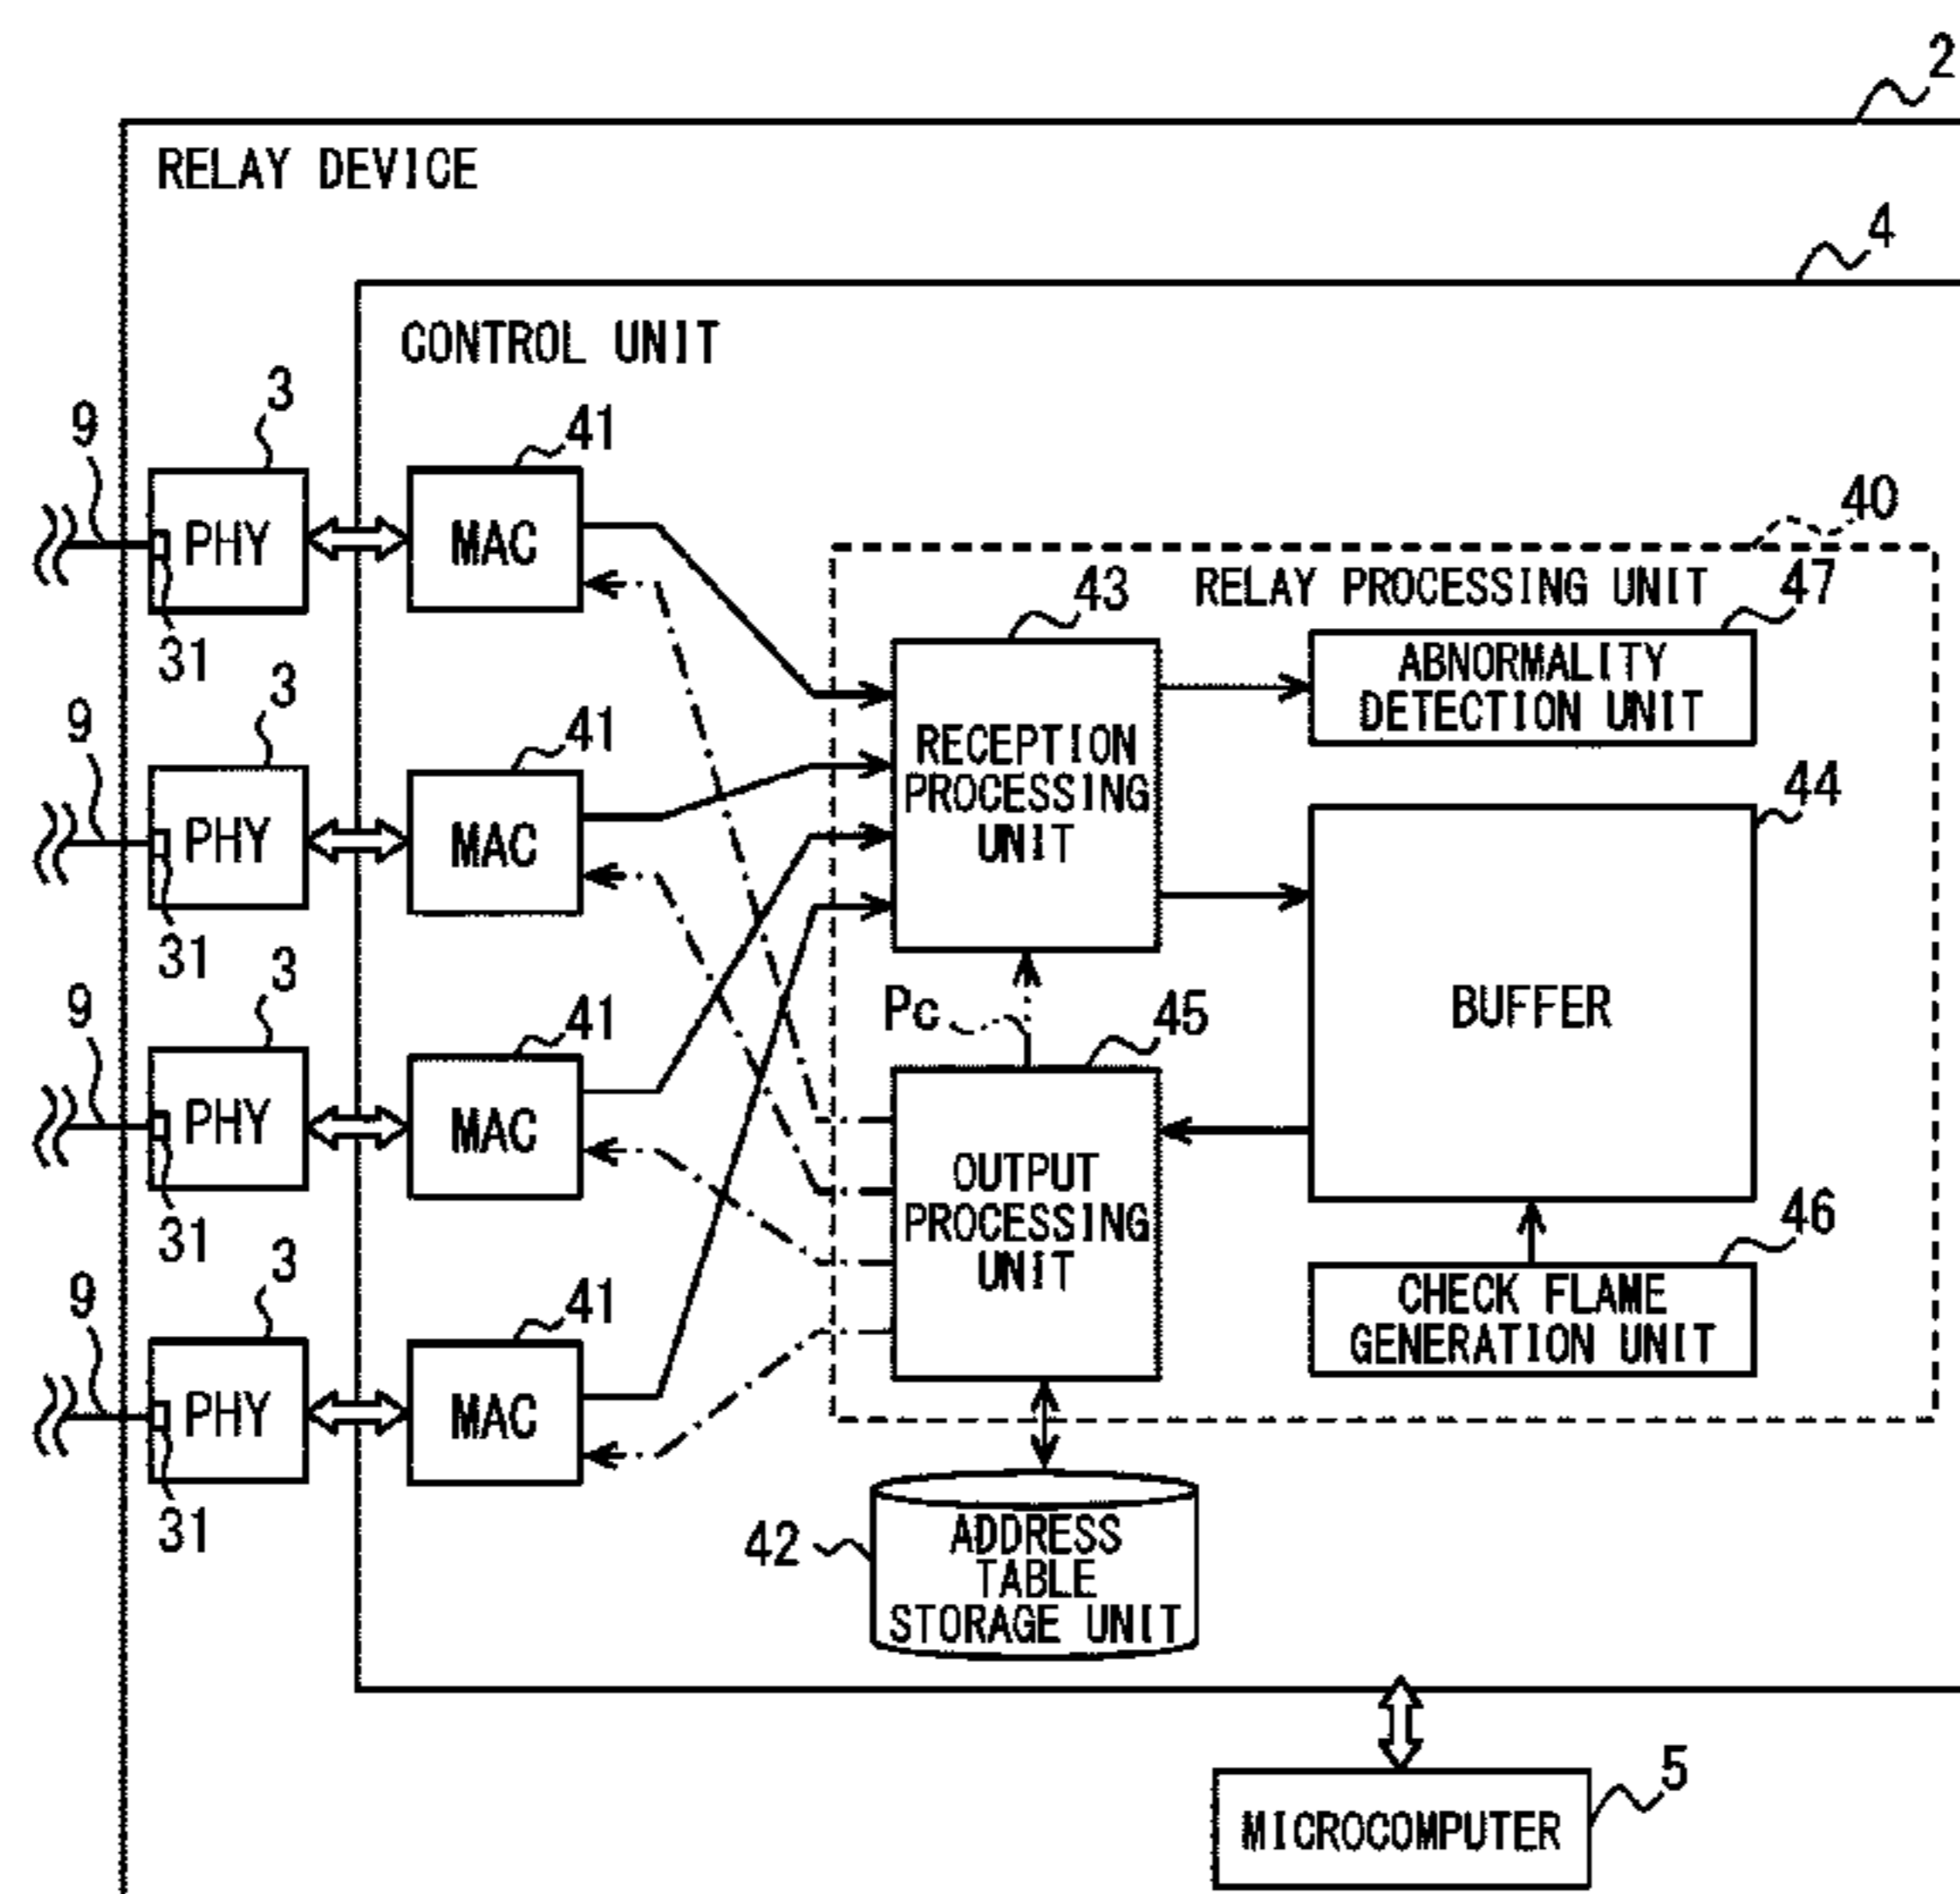 2
RELAY DEVICE
4
CONTROL UNIT
3
9
41
PHY
MAC
31
40
RELAY PROCESSING UNIT
43
47
ABNORMALITY
DETECTION UNIT
3
9
41
PHY
MAC
31
RECEPTION
PROCESSING
UNIT
44
BUFFER
3
9
41
PHY
MAC
31
Pc
45
OUTPUT
PROCESSING
UNIT
46
CHECK FLAME
GENERATION UNIT
3
9
41
PHY
MAC
31
42
ADDRESS
TABLE
STORAGE UNIT
5
MICROCOMPUTER